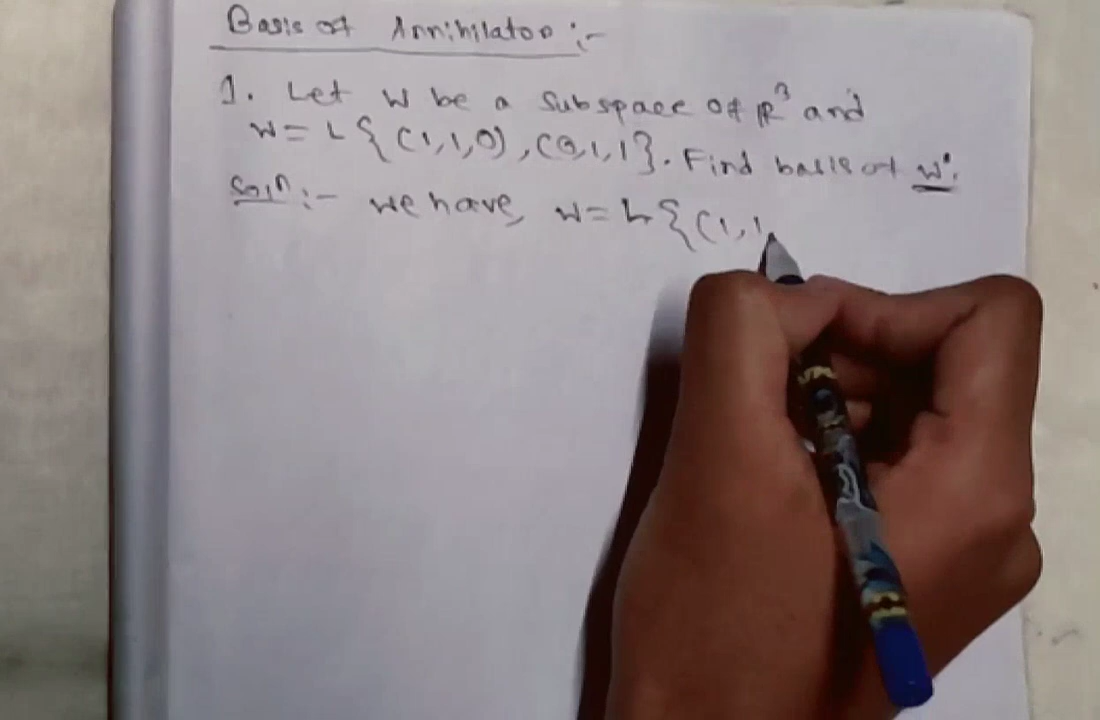 Basis of Annihilator :-
1. Let W be a subspace of R³ and
W = L { (1,1,0), (0,1,1}. Find basis of W°.
Solⁿ :- we have, W = L { (1,1